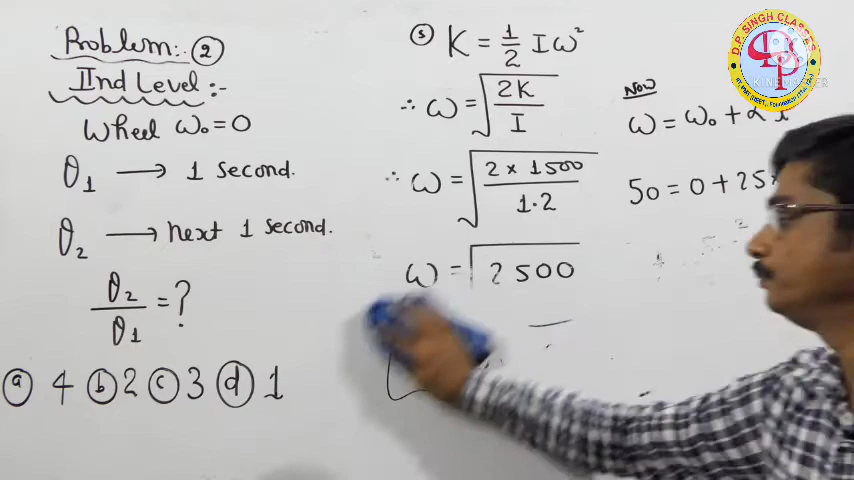 Problem:. ②
IInd Level:-
Wheel ω₀=0
θ₁ → 1 Second.
θ₂ → next 1 Second.
θ₂/θ₁ = ?
ⓐ 4 ⓑ 2 ⓒ 3 ⓓ 1
K = 1/2 Iω²
∴ ω = √(2K/I)
∴ ω = √(2 x 1500/1.2)
ω = √2500
Now
ω = ω₀ + α
50 = 0 + 25
D.P. SINGH CLASSES
KINEMASTER